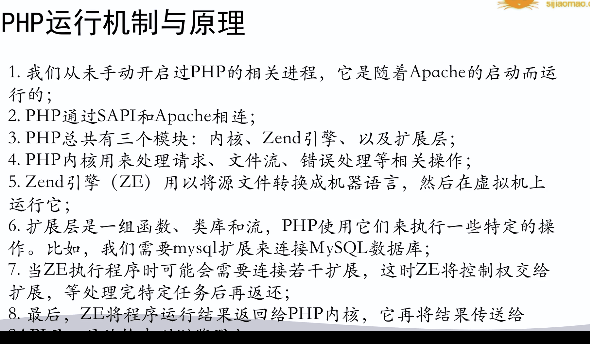 sijiaomao.c
PHP运行机制与原理
1. 我们从未手动开启过PHP的相关进程，它是随着Apache的启动而运
行的；
2. PHP通过SAPI和Apache相连；
3. PHP总共有三个模块：内核、Zend引擎、以及扩展层；
4. PHP内核用来处理请求、文件流、错误处理等相关操作；
5. Zend引擎（ZE）用以将源文件转换成机器语言，然后在虚拟机上
运行它；
6. 扩展层是一组函数、类库和流，PHP使用它们来执行一些特定的操
作。比如，我们需要mysql扩展来连接MySQL数据库；
7. 当ZE执行程序时可能会需要连接若干扩展，这时ZE将控制权交给
扩展，等处理完特定任务后再返还；
8. 最后，ZE将程序运行结果返回给PHP内核，它再将结果传送给